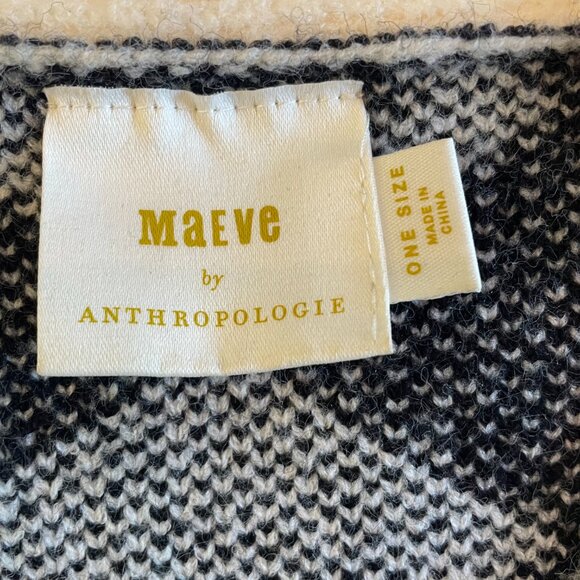 MaEVe
by
ANTHROPOLOGIE
ONE SIZE
MADE IN
CHINA